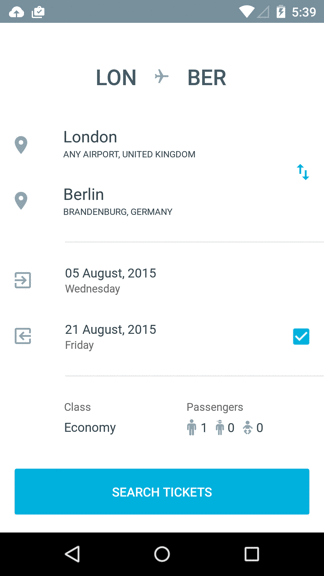 5:39
LON BER
London
ANY AIRPORT, UNITED KINGDOM
Berlin
BRANDENBURG, GERMANY
05 August, 2015
Wednesday
21 August, 2015
Friday
Class Passengers
Economy 1 0 0
SEARCH TICKETS